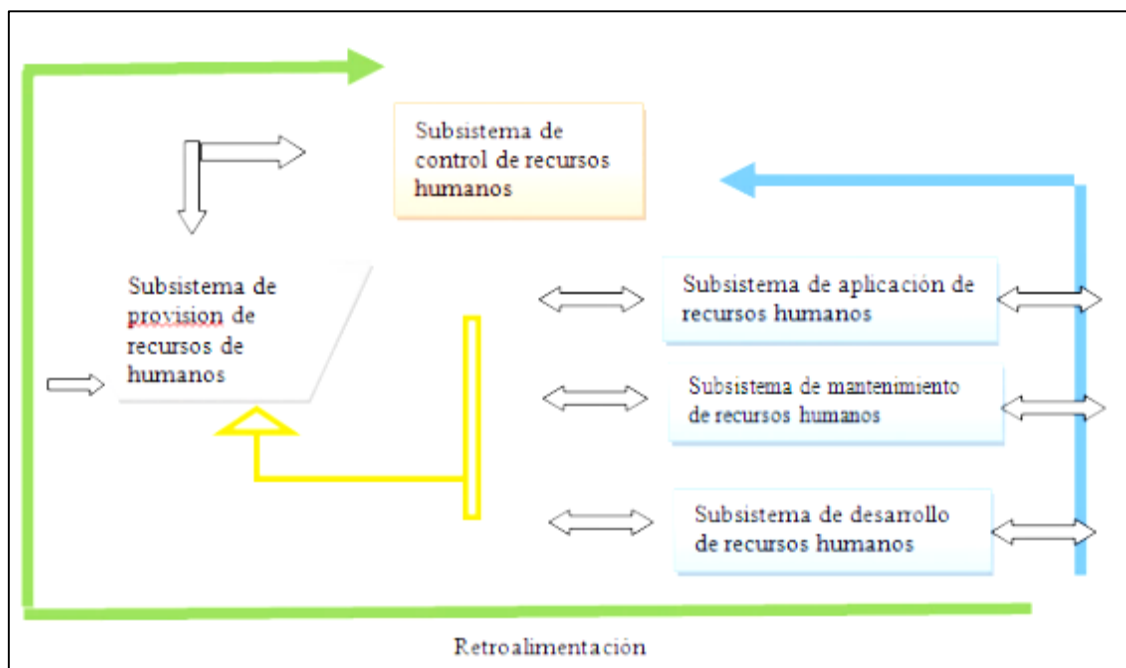 Subsistema de
control de recursos
humanos
Subsistema de
provision de
recursos de
humanos
Subsistema de aplicación de
recursos humanos
Subsistema de mantenimiento
de recursos humanos
Subsistema de desarrollo
de recursos humanos
Retroalimentación